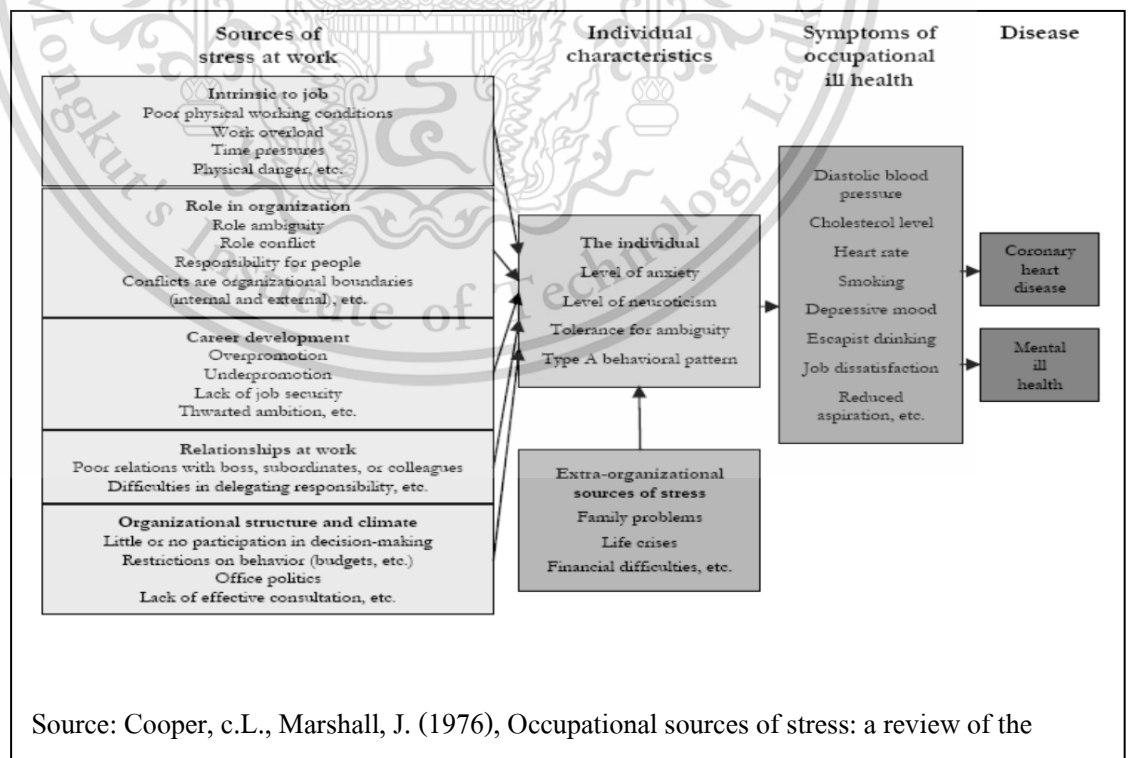 Sources of
stress at work
Intrinsic to job
Poor physical working conditions
Work overload
Time pressures
Physical danger, etc.
Role in organization
Role ambiguity
Role conflict
Responsibility for people
Conflicts are organizational boundaries
(internal and external), etc.
Career development
Overpromotion
Underpromotion
Lack of job security
Thwarted ambition, etc.
Relationships at work
Poor relations with boss, subordinates, or colleagues
Difficulties in delegating responsibility, etc.
Organizational structure and climate
Little or no participation in decision-making
Restrictions on behavior (budgets, etc.)
Office politics
Lack of effective consultation, etc.
Individual
characteristics
The individual
Level of anxiety
Level of neuroticism
Tolerance for ambiguity
Type A behavioral pattern
Extra-organizational
sources of stress
Family problems
Life crises
Financial difficulties, etc.
Symptoms of
occupational
ill health
Diastolic blood
pressure
Cholesterol level
Heart rate
Smoking
Depressive mood
Escapist drinking
Job dissatisfaction
Reduced
aspiration, etc.
Disease
Coronary
heart
disease
Mental
ill
health
Source: Cooper, c.L., Marshall, J. (1976), Occupational sources of stress: a review of the
Mongkut's Institute of Technology Ladk